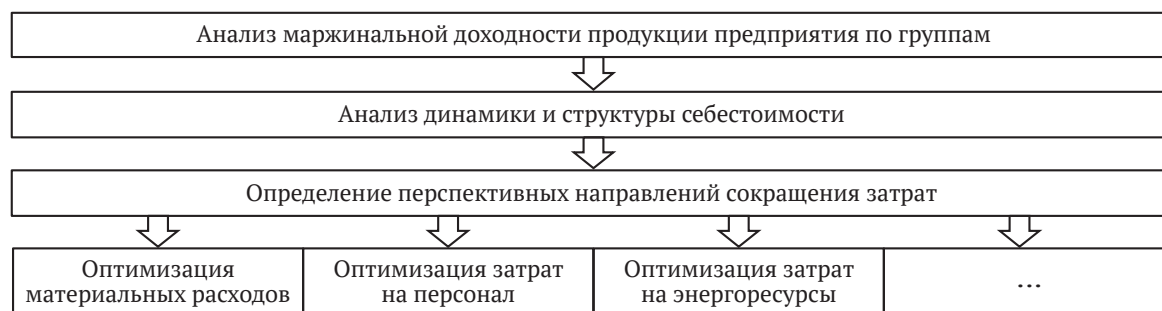 Анализ маржинальной доходности продукции предприятия по группам
Анализ динамики и структуры себестоимости
Определение перспективных направлений сокращения затрат
Оптимизация
материальных расходов
Оптимизация затрат
на персонал
Оптимизация затрат
на энергоресурсы
...